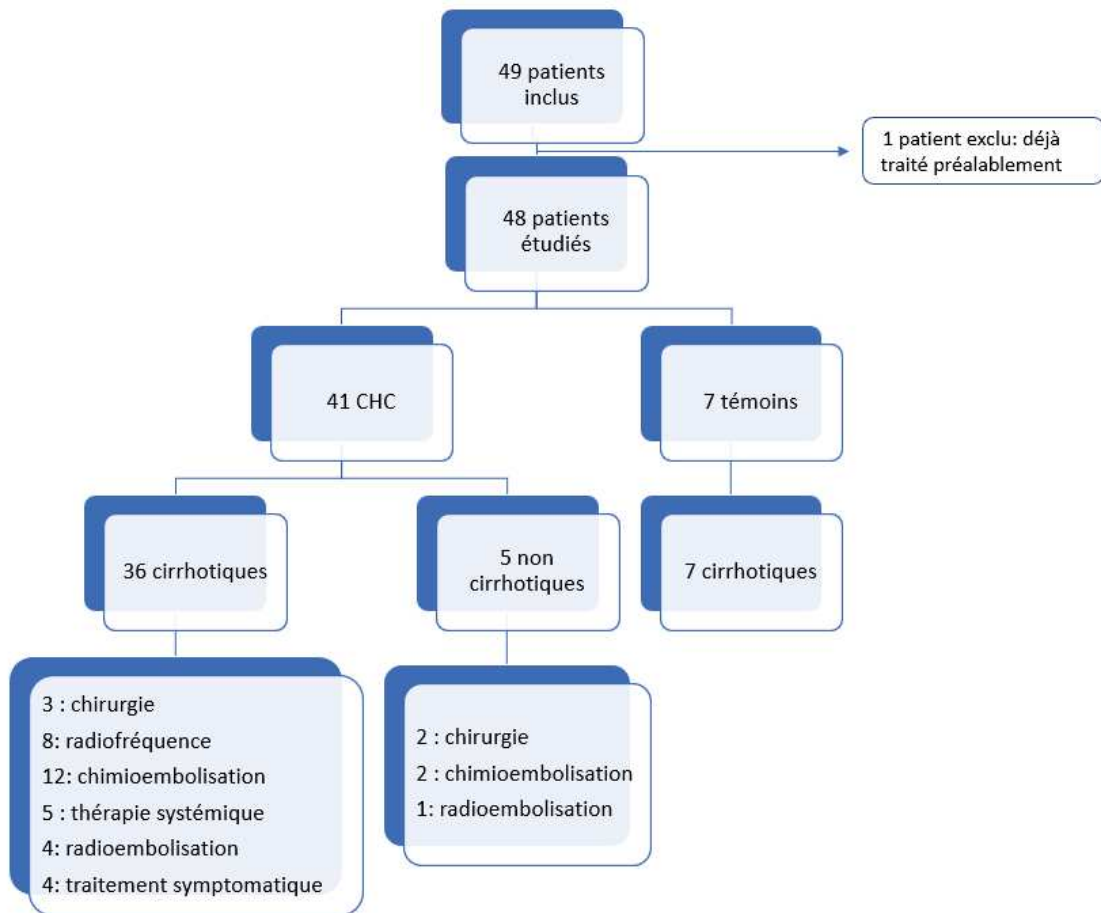 49 patients
inclus
1 patient exclu: déjà
traité préalablement
48 patients
étudiés
41 CHC
7 témoins
36 cirrhotiques
5 non
cirrhotiques
7 cirrhotiques
3 : chirurgie
8: radiofréquence
12: chimioembolisation
5 : thérapie systémique
4: radioembolisation
4: traitement symptomatique
2 : chirurgie
2 : chimioembolisation
1: radioembolisation